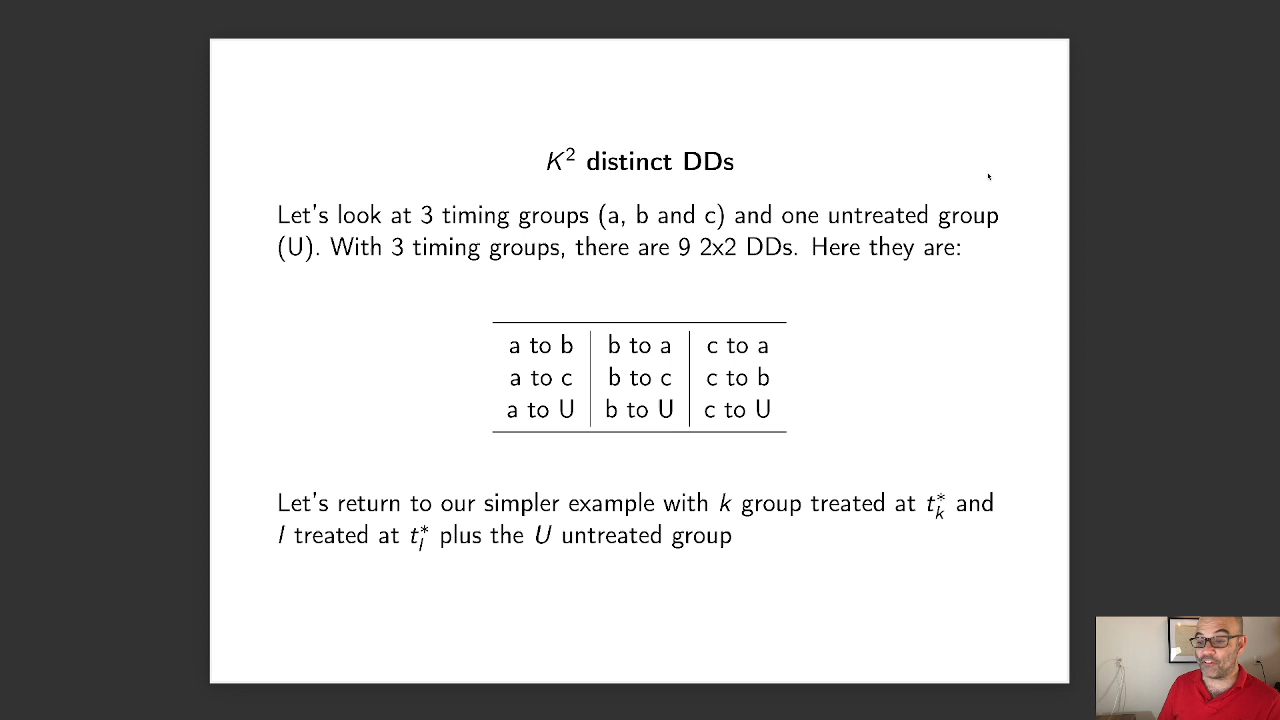 K² distinct DDs
Let's look at 3 timing groups (a, b and c) and one untreated group
(U). With 3 timing groups, there are 9 2x2 DDs. Here they are:
a to b b to a c to a
a to c b to c c to b
a to U b to U c to U
Let's return to our simpler example with k group treated at t*ₖ and
l treated at t*ₗ plus the U untreated group